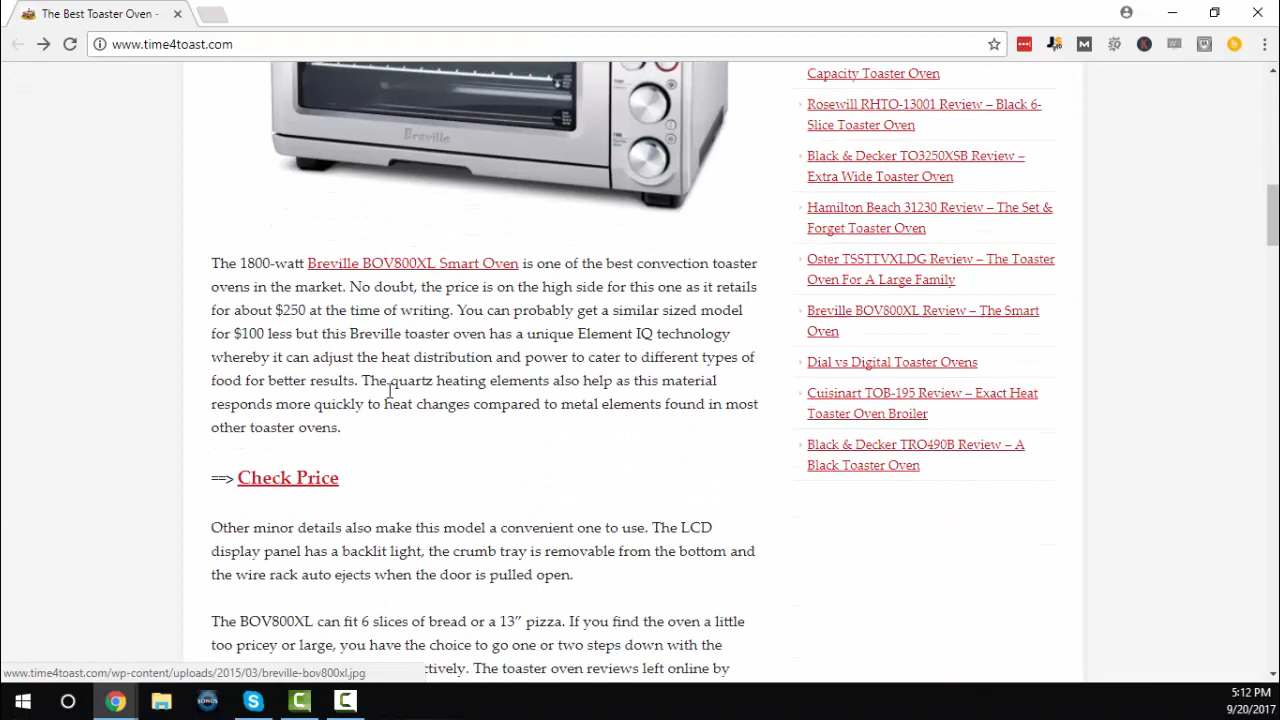 The Best Toaster Oven -
www.time4toast.com
Breville
The 1800-watt Breville BOV800XL Smart Oven is one of the best convection toaster
ovens in the market. No doubt, the price is on the high side for this one as it retails
for about $250 at the time of writing. You can probably get a similar sized model
for $100 less but this Breville toaster oven has a unique Element IQ technology
whereby it can adjust the heat distribution and power to cater to different types of
food for better results. The quartz heating elements also help as this material
responds more quickly to heat changes compared to metal elements found in most
other toaster ovens.
==> Check Price
Other minor details also make this model a convenient one to use. The LCD
display panel has a backlit light, the crumb tray is removable from the bottom and
the wire rack auto ejects when the door is pulled open.
The BOV800XL can fit 6 slices of bread or a 13” pizza. If you find the oven a little
too pricey or large, you have the choice to go one or two steps down with the
ctively. The toaster oven reviews left online by
Capacity Toaster Oven
Rosewill RHTO-13001 Review – Black 6-
Slice Toaster Oven
Black & Decker TO3250XSB Review –
Extra Wide Toaster Oven
Hamilton Beach 31230 Review – The Set &
Forget Toaster Oven
Oster TSSTTVXLDG Review – The Toaster
Oven For A Large Family
Breville BOV800XL Review – The Smart
Oven
Dial vs Digital Toaster Ovens
Cuisinart TOB-195 Review – Exact Heat
Toaster Oven Broiler
Black & Decker TRO490B Review – A
Black Toaster Oven
www.time4toast.com/wp-content/uploads/2015/03/breville-bov800xl.jpg
SONOS
5:12 PM
9/20/2017